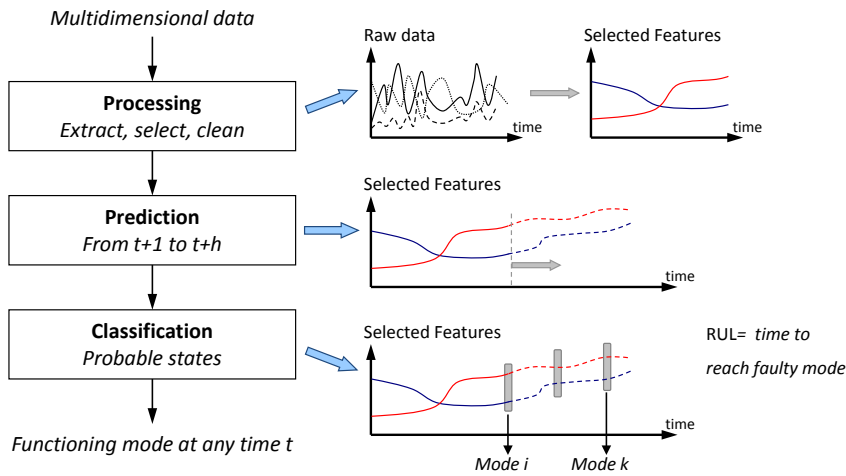 Multidimensional data
Processing
Extract, select, clean
Raw data
time
Selected Features
time
Prediction
From t+1 to t+h
Selected Features
time
Classification
Probable states
Selected Features
time
Mode i
Mode k
RUL= time to
reach faulty mode
Functioning mode at any time t